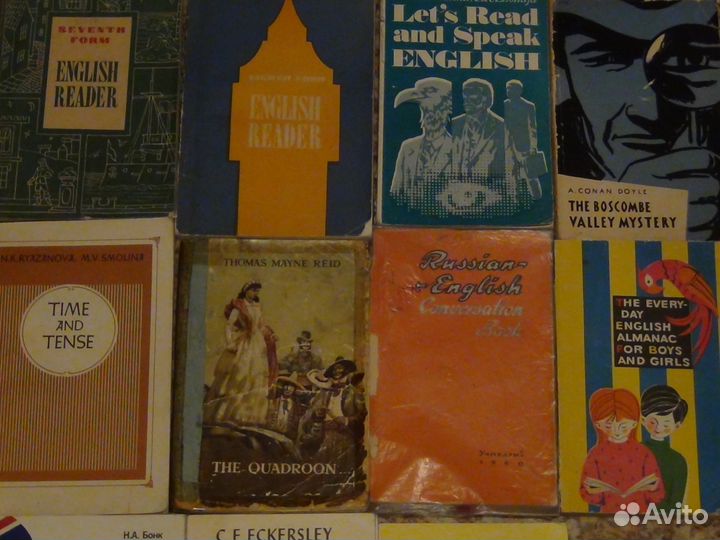 SEVENTH
FORM
ENGLISH
READER
ENGLISH
READER
Let's Read
and Speak
ENGLISH
A. CONAN DOYLE
THE BOSCOMBE
VALLEY MYSTERY
N.K. RYAZANOVA, M.V. SMOLINA
TIME
AND
TENSE
THOMAS MAYNE REID
THE QUADROON
Russian-
English
Conversation
Book
Учпедгиз
1960
THE EVERY-
DAY
ENGLISH
ALMANAC
FOR BOYS
AND GIRLS
Н.А. Бонк
C.E. ECKERSLEY
Avito